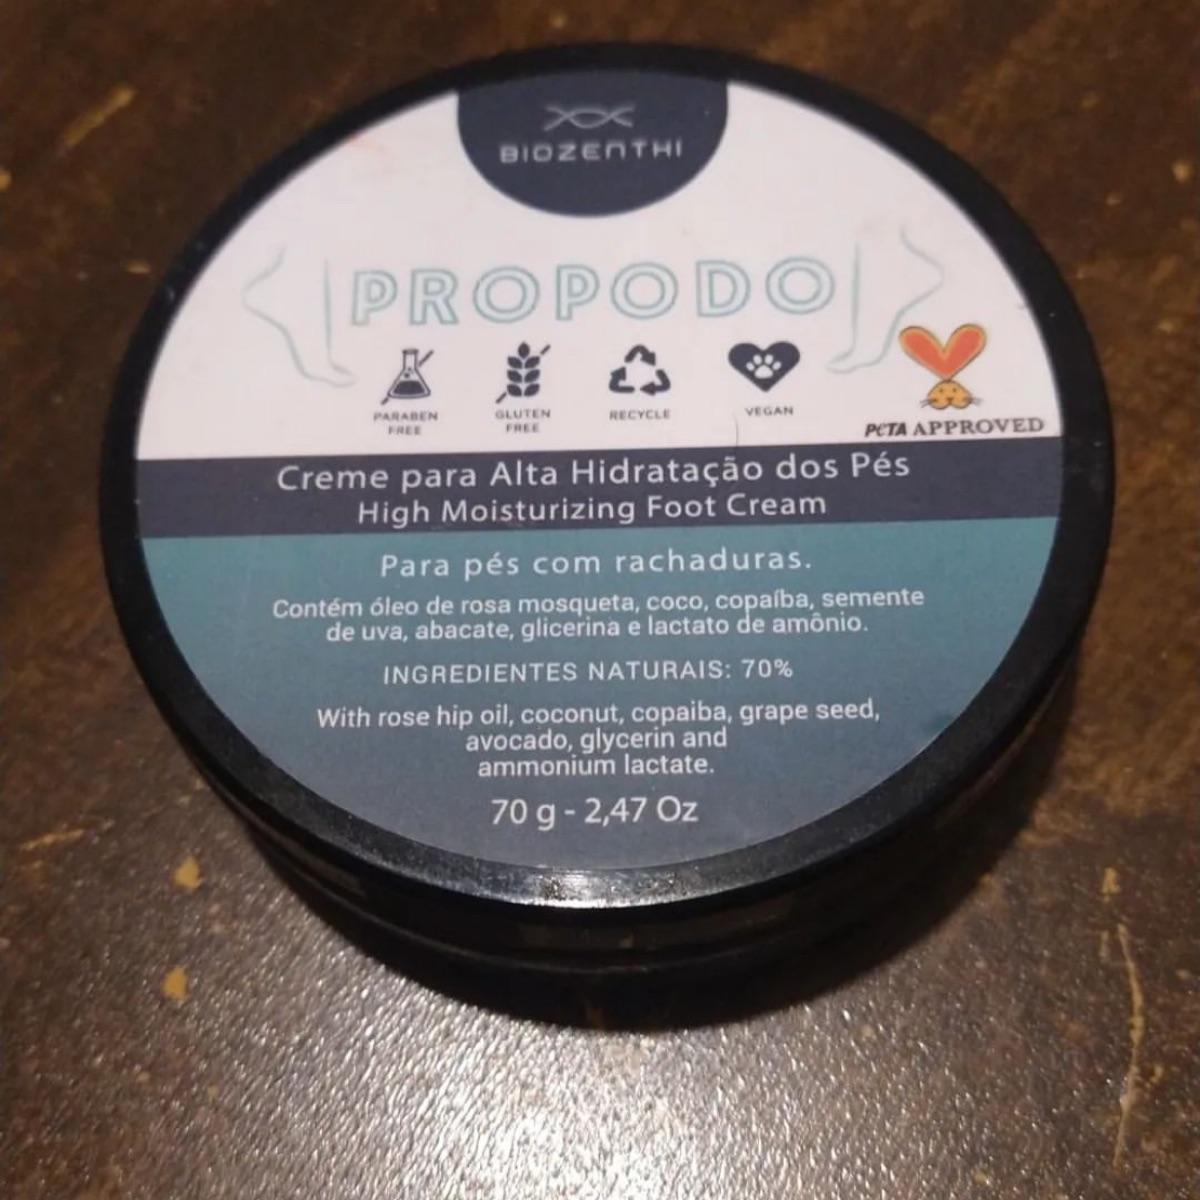 BIOZENTHI
PROPODO
PARABEN
FREE
GLUTEN
FREE
RECYCLE
VEGAN
PeTA APPROVED
Creme para Alta Hidratação dos Pés
High Moisturizing Foot Cream
Para pés com rachaduras.
Contém óleo de rosa mosqueta, coco, copaíba, semente
de uva, abacate, glicerina e lactato de amônio.
INGREDIENTES NATURAIS: 70%
With rose hip oil, coconut, copaiba, grape seed,
avocado, glycerin and
ammonium lactate.
70 g - 2,47 Oz